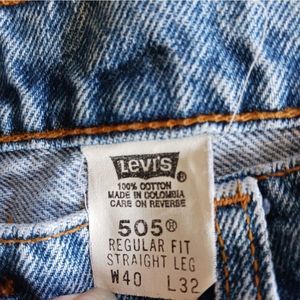 Levi's®
100% COTTON
MADE IN COLOMBIA
CARE ON REVERSE
505®
REGULAR FIT
STRAIGHT LEG
W40 L32